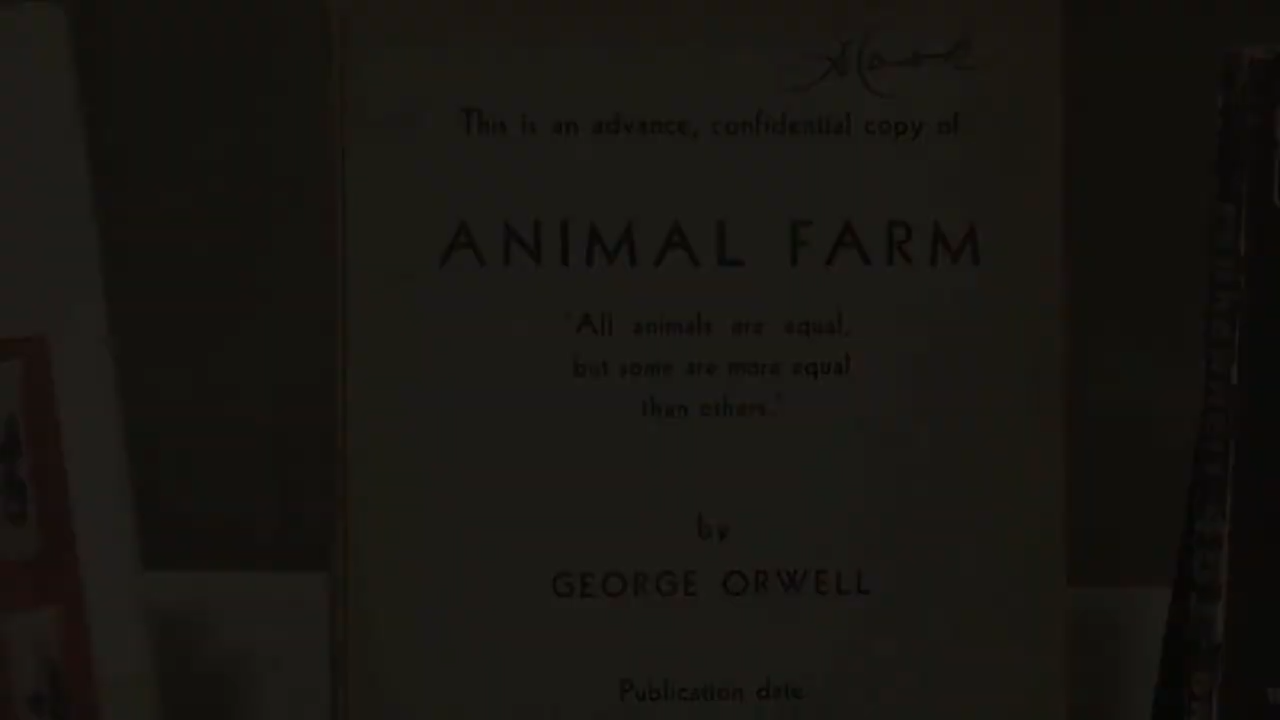 This is an advance, confidential copy of
ANIMAL FARM
'All animals are equal,
but some are more equal
than others.'
by
GEORGE ORWELL
Publication date